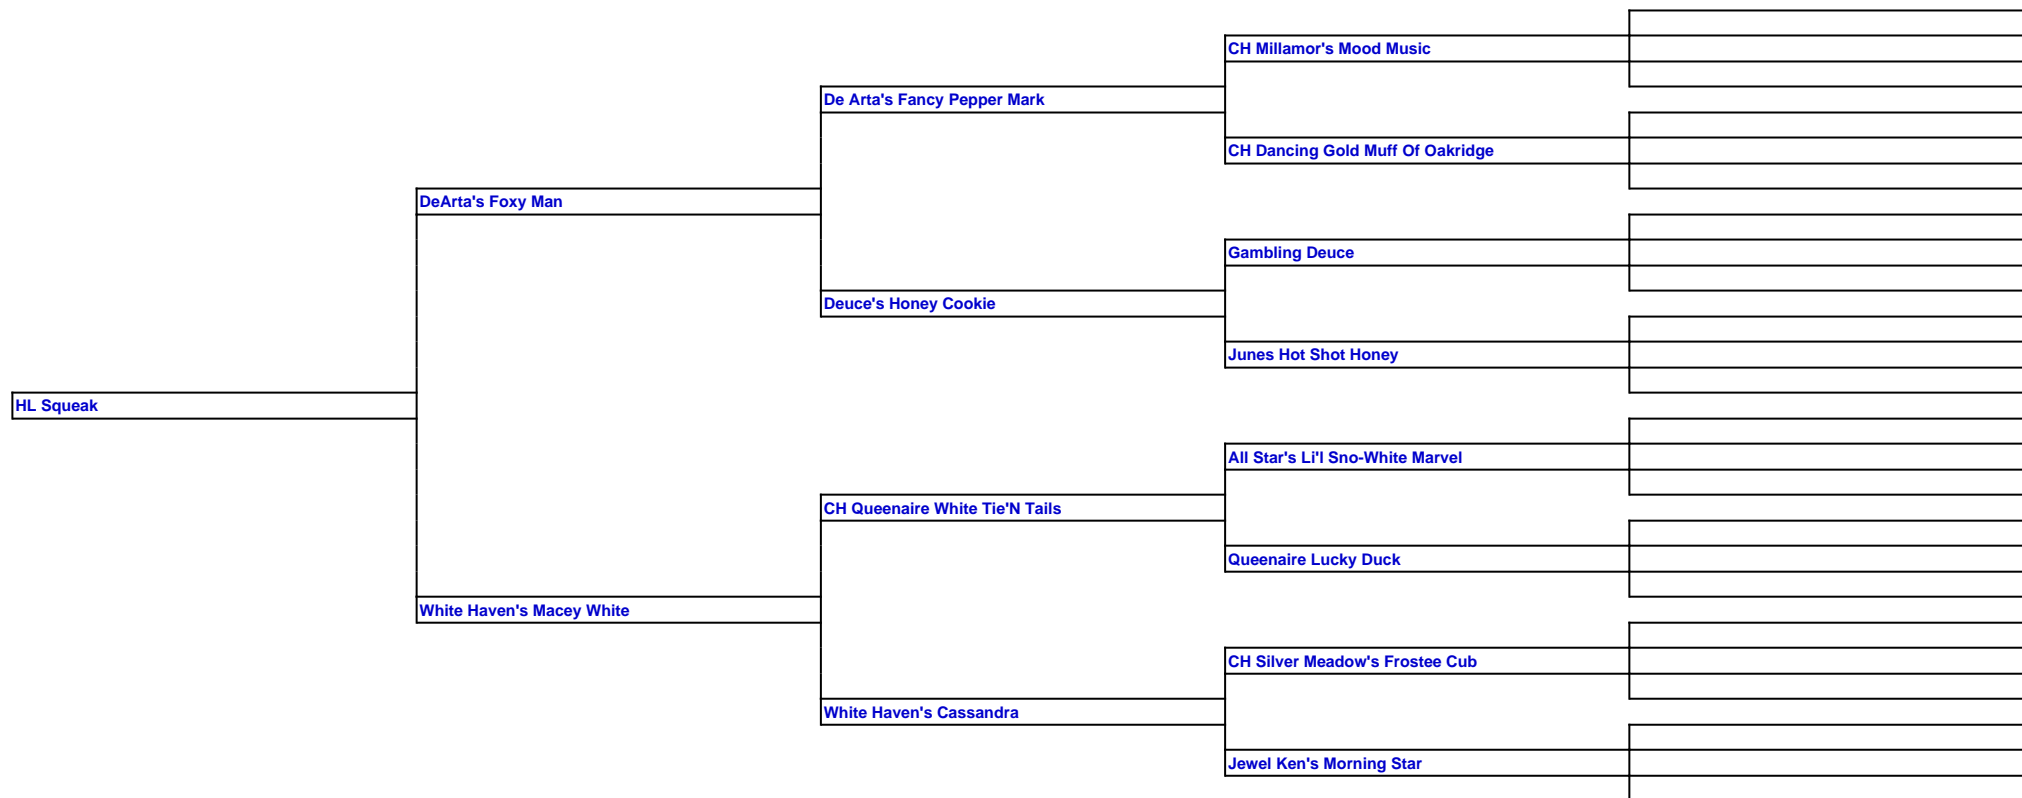 CH Millamor's Mood Music
De Arta's Fancy Pepper Mark
CH Dancing Gold Muff Of Oakridge
DeArta's Foxy Man
Gambling Deuce
Deuce's Honey Cookie
Junes Hot Shot Honey
HL Squeak
All Star's Li'l Sno-White Marvel
CH Queenaire White Tie'N Tails
Queenaire Lucky Duck
White Haven's Macey White
CH Silver Meadow's Frostee Cub
White Haven's Cassandra
Jewel Ken's Morning Star